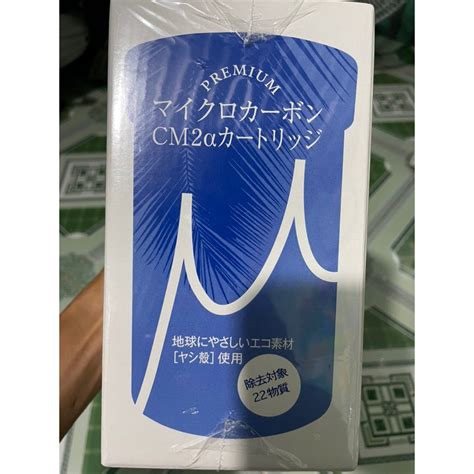 PREMIUM
マイクロカーボン
CM2αカートリッジ
μ
地球にやさしいエコ素材
[ヤシ殻]使用
除去対象
22物質